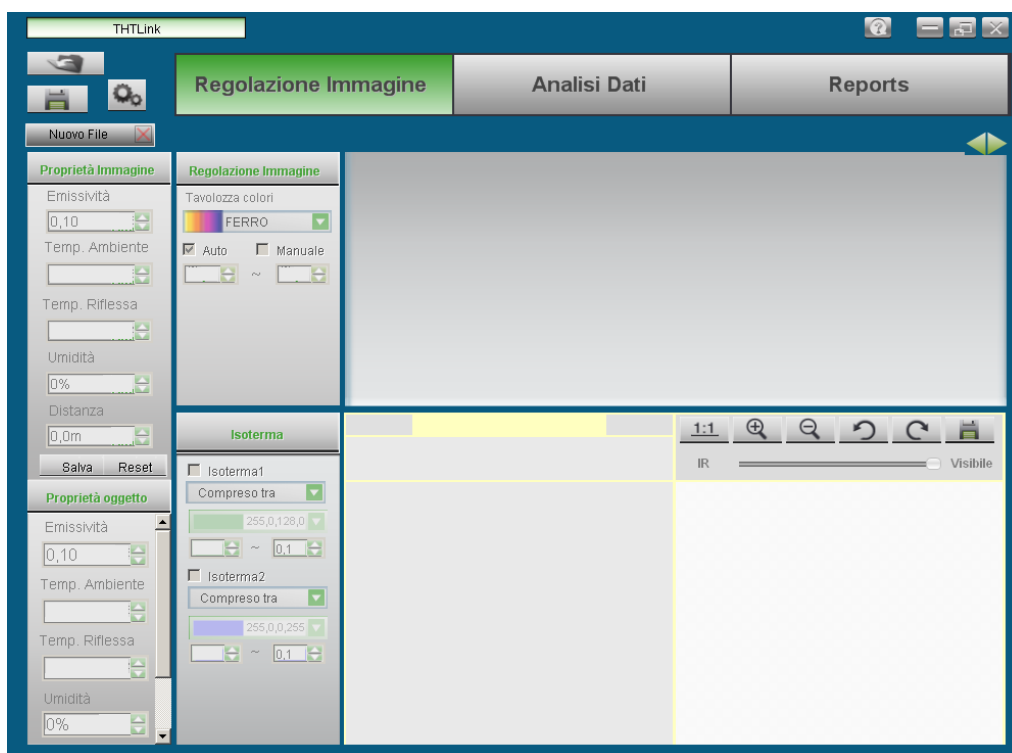 THTLink
Regolazione Immagine
Analisi Dati
Reports
Nuovo File
Proprietà Immagine
Emissività
0,10
Temp. Ambiente
Temp. Riflessa
Umidità
0%
Distanza
0,0m
Salva Reset
Proprietà oggetto
Emissività
0,10
Temp. Ambiente
Temp. Riflessa
Umidità
0%
Regolazione Immagine
Tavolozza colori
FERRO
Auto Manuale
~
Isoterma
Isoterma1
Compreso tra
255,0,128,0
~ 0,1
Isoterma2
Compreso tra
255,0,0,255
~ 0,1
1:1
IR Visibile